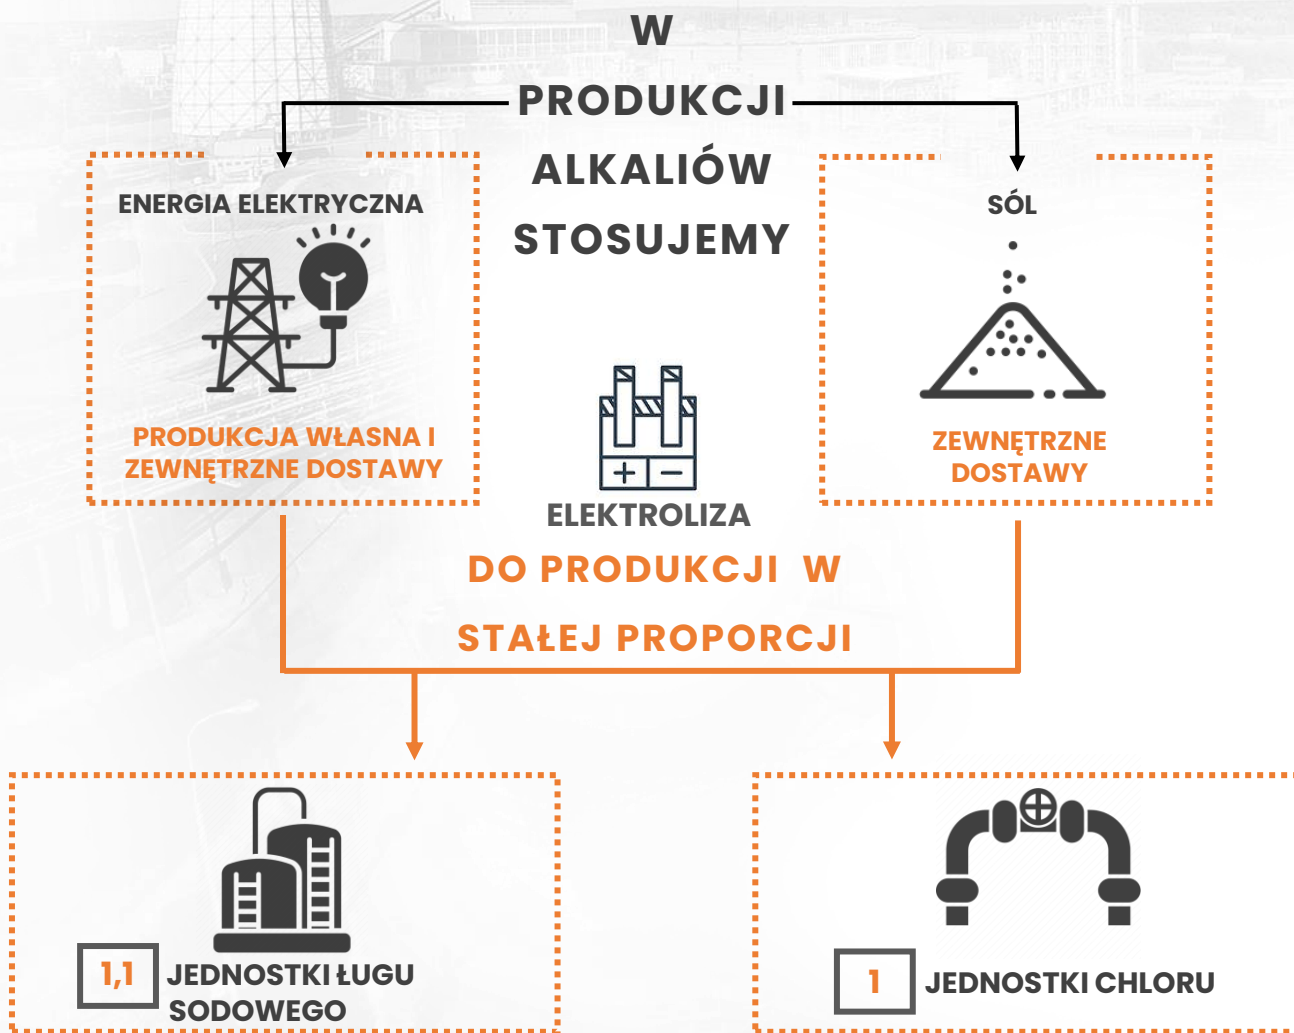 W
PRODUKCJI
ALKALIÓW
STOSUJEMY
ENERGIA ELEKTRYCZNA
PRODUKCJA WŁASNA I
ZEWNĘTRZNE DOSTAWY
SÓL
ZEWNĘTRZNE
DOSTAWY
+ −
ELEKTROLIZA
DO PRODUKCJI W
STAŁEJ PROPORCJI
1,1 JEDNOSTKI ŁUGU
SODOWEGO
1 JEDNOSTKI CHLORU